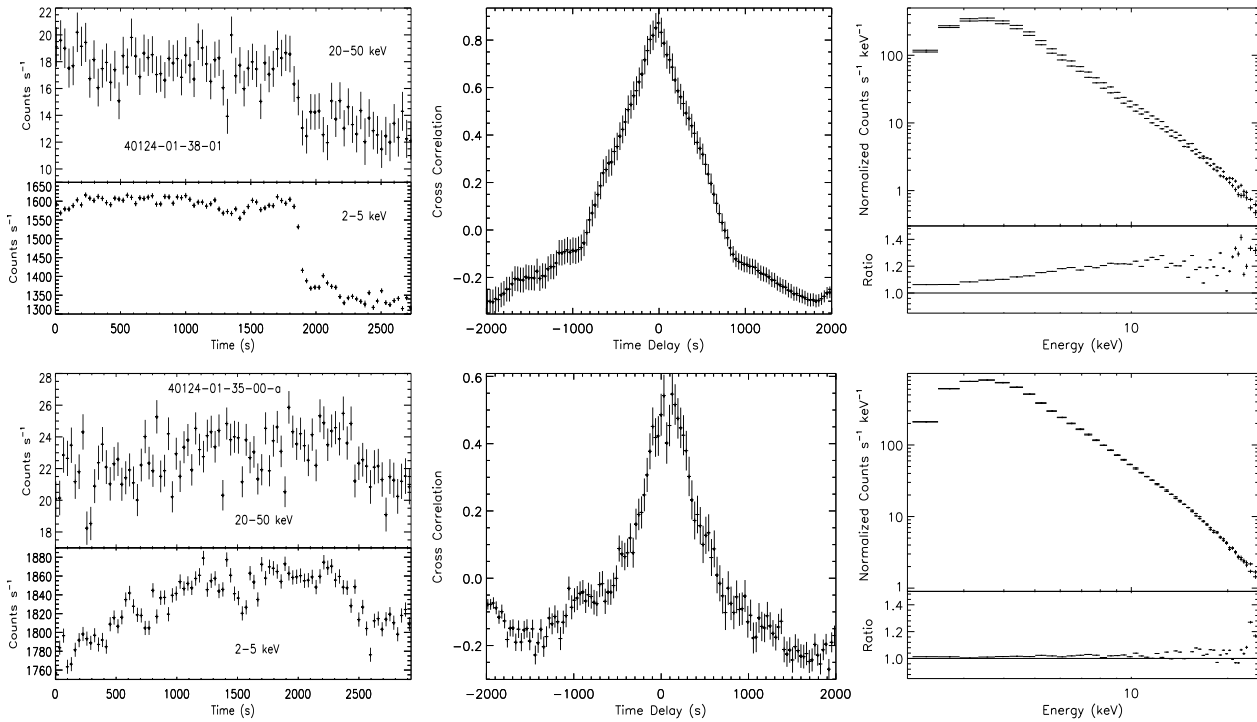 22
20
18
16
14
12
10
Counts s⁻¹
20-50 keV
40124-01-38-01
1650
1600
1550
1500
1450
1400
1350
1300
Counts s⁻¹
2-5 keV
0 500 1000 1500 2000 2500
Time (s)
0.8
0.6
0.4
0.2
0.0
-0.2
Cross Correlation
-2000 -1000 0 1000 2000
Time Delay (s)
100
10
1
Normalized Counts s⁻¹ keV⁻¹
1.4
1.2
1.0
Ratio
10
Energy (keV)
28
26
24
22
20
18
Counts s⁻¹
40124-01-35-00-a
20-50 keV
1880
1860
1840
1820
1800
1780
1760
Counts s⁻¹
2-5 keV
0 500 1000 1500 2000 2500
Time (s)
0.6
0.4
0.2
0.0
-0.2
Cross Correlation
-2000 -1000 0 1000 2000
Time Delay (s)
100
10
1
Normalized Counts s⁻¹ keV⁻¹
1.4
1.2
1.0
Ratio
10
Energy (keV)